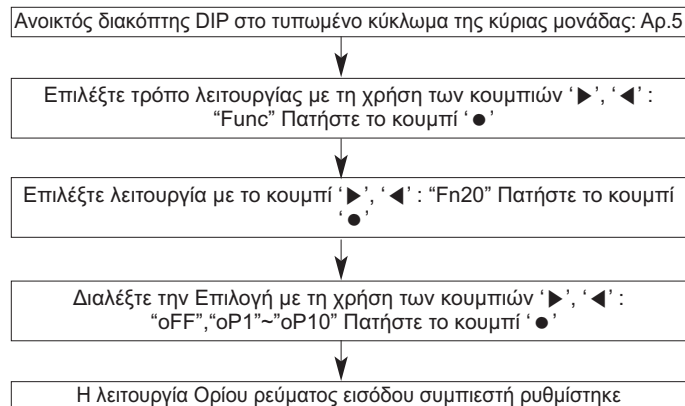 Ανοικτός διακόπτης DIP στο τυπωμένο κύκλωμα της κύριας μονάδας: Αρ.5
Επιλέξτε τρόπο λειτουργίας με τη χρήση των κουμπιών ‘▶’, ‘◀’ :
“Func” Πατήστε το κουμπί ‘●’
Επιλέξτε λειτουργία με το κουμπί ‘▶’, ‘◀’ : “Fn20” Πατήστε το κουμπί
‘●’
Διαλέξτε την Επιλογή με τη χρήση των κουμπιών ‘▶’, ‘◀’ :
“oFF”,“oP1”~”oP10” Πατήστε το κουμπί ‘●’
Η λειτουργία Ορίου ρεύματος εισόδου συμπιεστή ρυθμίστηκε